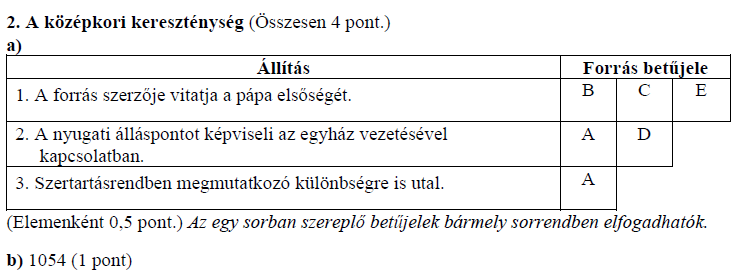 2. A középkori kereszténység (Összesen 4 pont.)
a)
Állítás Forrás betűjele
1. A forrás szerzője vitatja a pápa elsőségét. B C E
2. A nyugati álláspontot képviseli az egyház vezetésével A D
kapcsolatban.
3. Szertartásrendben megmutatkozó különbségre is utal. A
(Elemenként 0,5 pont.) Az egy sorban szereplő betűjelek bármely sorrendben elfogadhatók.
b) 1054 (1 pont)